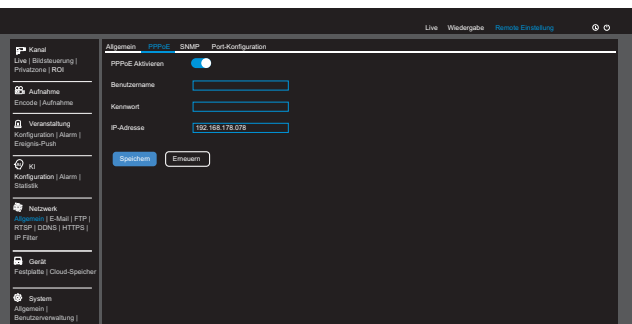 Live Wiedergabe Remote Einstellung
Kanal
Live | Bildsteuerung |
Privatzone | ROI
Aufnahme
Encode | Aufnahme
Veranstaltung
Konfiguration | Alarm |
Ereignis-Push
KI
Konfiguration | Alarm |
Statistik
Netzwerk
Allgemein | E-Mail | FTP |
RTSP | DDNS | HTTPS |
IP Filter
Gerät
Festplatte | Cloud-Speicher
System
Allgemein |
Benutzerverwaltung |
Allgemein PPPoE SNMP Port-Konfiguration
PPPoE Aktivieren
Benutzername
Kennwort
IP-Adresse 192.168.178.078
Speichern Erneuern